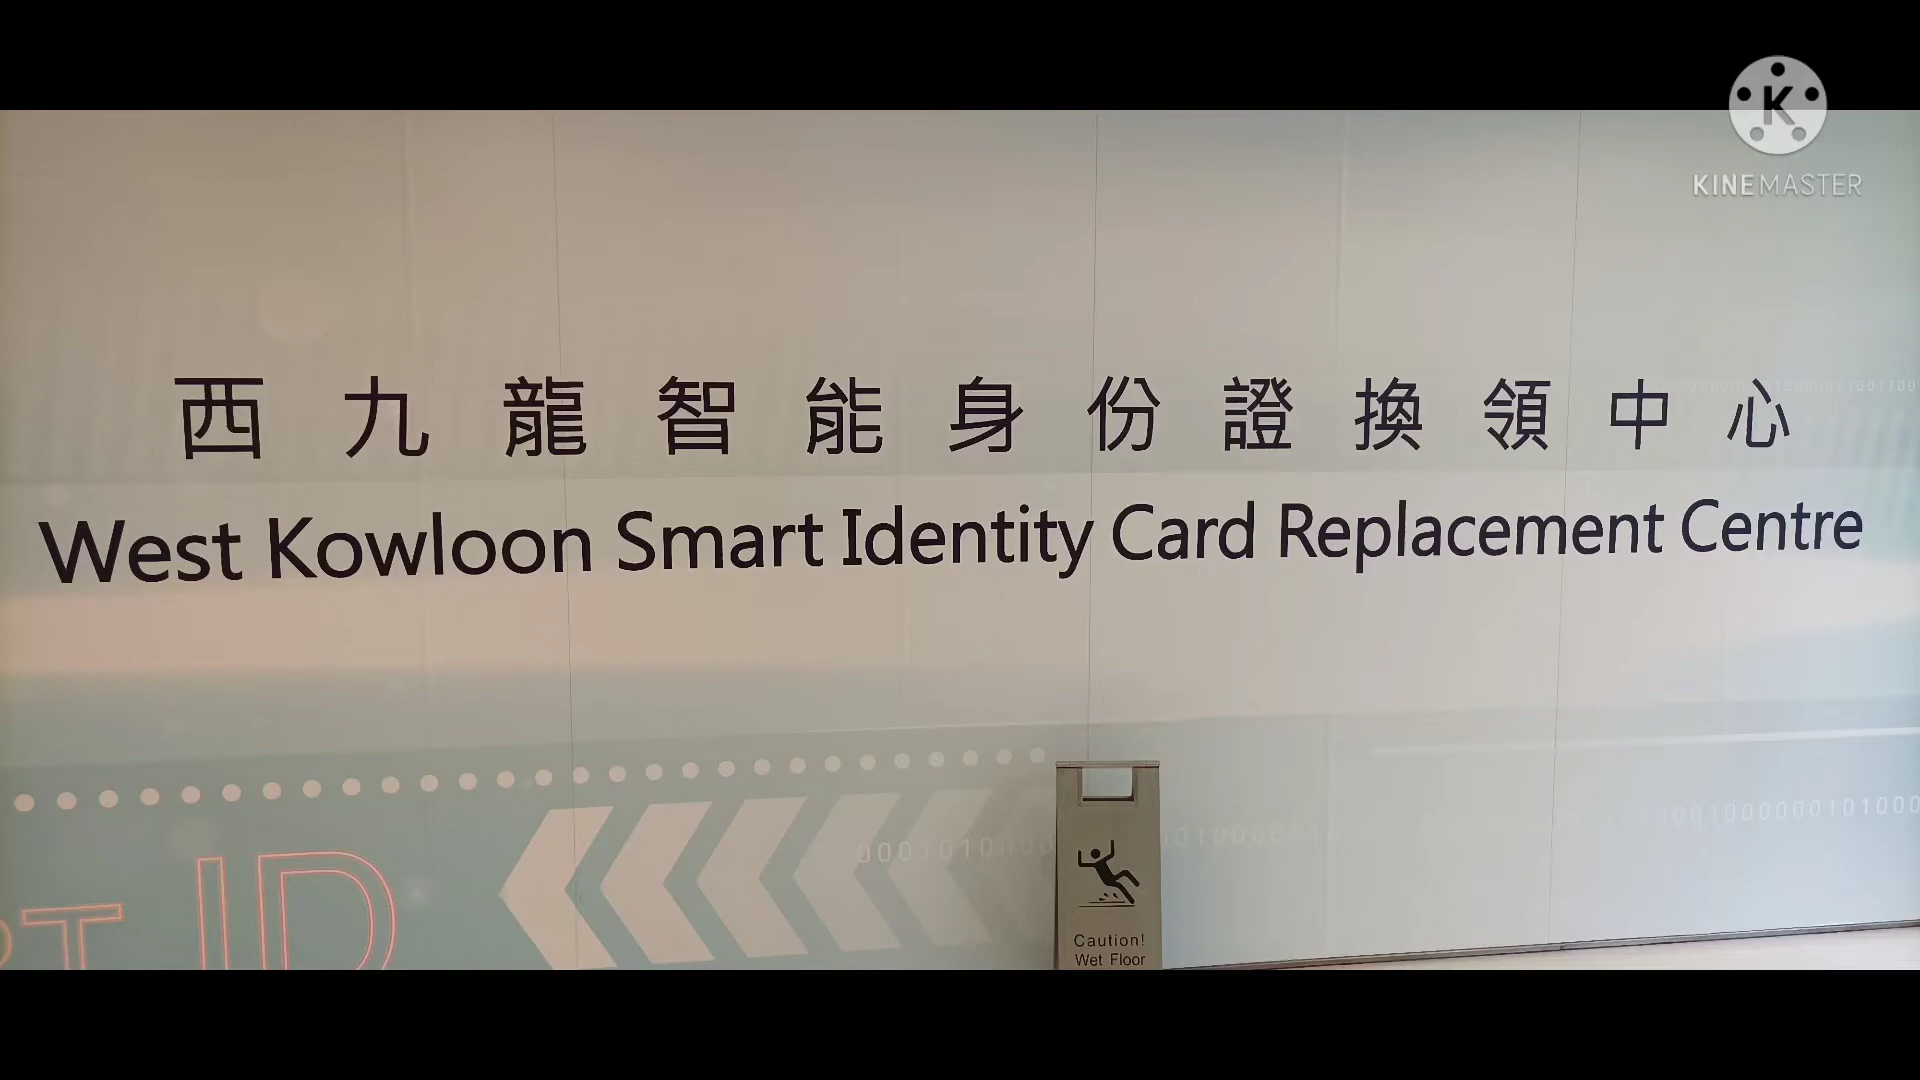 K
KINEMASTER
西九龍智能身份證換領中心
West Kowloon Smart Identity Card Replacement Centre
T ID
Caution!
Wet Floor